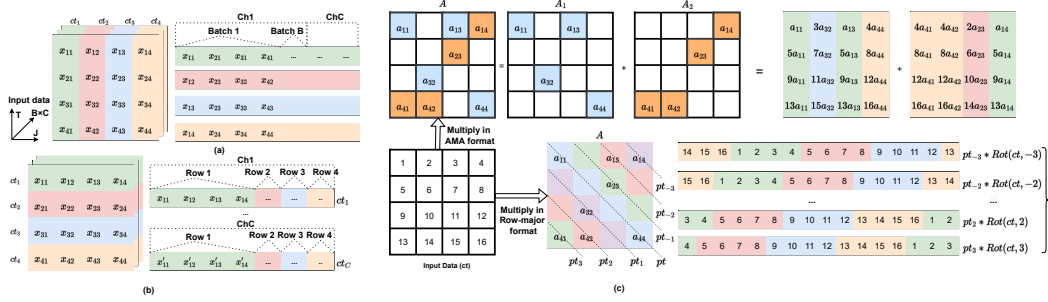 ct₁ ct₂ ct₃ ct₄
x₁₁ x₁₂ x₁₃ x₁₄
x₂₁ x₂₂ x₂₃ x₂₄
x₃₁ x₃₂ x₃₃ x₃₄
x₄₁ x₄₂ x₄₃ x₄₄
Input data
T B×C
J
Ch1 ChC
Batch 1 Batch B
x₁₁ x₂₁ x₃₁ x₄₁ ... ... ...
x₁₂ x₂₂ x₃₂ x₄₂
x₁₃ x₂₃ x₃₃ x₄₃
x₁₄ x₂₄ x₃₄ x₄₄
(a)
ct₁ x₁₁ x₁₂ x₁₃ x₁₄
ct₂ x₂₁ x₂₂ x₂₃ x₂₄
ct₃ x₃₁ x₃₂ x₃₃ x₃₄
ct₄ x₄₁ x₄₂ x₄₃ x₄₄
Ch1
Row 1 Row 2 Row 3 Row 4
x₁₁ x₁₂ x₁₃ x₁₄ ... ... .. ct₁
...
ChC
Row 1 Row 2 Row 3 Row 4
x′₁₁ x′₁₂ x′₁₃ x′₁₄ ... ... .. ct_C
(b)
A A₁ A₂
a₁₁ a₁₃ a₁₄
a₂₃
a₃₂
a₄₁ a₄₂ a₄₄
=
a₁₁ a₁₃
a₃₂
a₄₄
+
a₁₄
a₂₃
a₄₁ a₄₂
=
a₁₁ 3a₃₂ a₁₃ 8a₄₄
5a₁₁ 7a₃₂ 5a₁₃ 8a₄₄
9a₁₁ 11a₃₂ 9a₁₃ 12a₄₄
13a₁₁ 15a₃₂ 13a₁₃ 16a₄₄
+
4a₄₁ 4a₄₂ 2a₂₃ a₁₄
8a₄₁ 8a₄₂ 6a₂₃ 5a₁₄
12a₄₁ 12a₄₂ 10a₂₃ 9a₁₄
16a₄₁ 16a₄₂ 14a₂₃ 13a₁₄
Multiply in
AMA format
1 2 3 4
5 6 7 8
9 10 11 12
13 14 15 16
Input Data (ct)
Multiply in
Row-major
format
A
a₁₁ a₁₃ a₁₄
a₂₃
a₃₂
a₄₁ a₄₂ a₄₄
pt₋₃
pt₋₂
pt₋₁
pt₃ pt₂ pt₁ pt
14 15 16 1 2 3 4 5 6 7 8 9 10 11 12 13 pt₋₃ * Rot(ct, −3)
15 16 1 2 3 4 5 6 7 8 9 10 11 12 13 14 pt₋₂ * Rot(ct, −2)
... ...
3 4 5 6 7 8 9 10 11 12 13 14 15 16 1 2 pt₂ * Rot(ct, 2)
4 5 6 7 8 9 10 11 12 13 14 15 16 1 2 3 pt₃ * Rot(ct, 3)
(c)